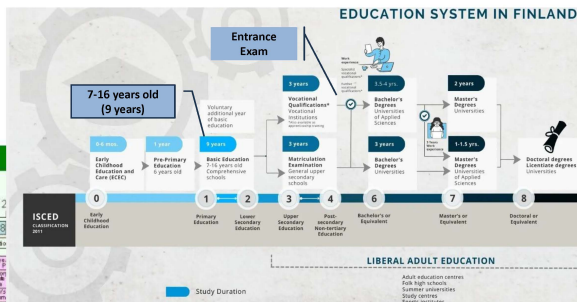 EDUCATION SYSTEM IN FINLAND
Entrance
Exam
7-16 years old
(9 years)
Work
experience
3 years
Vocational
Qualifications*
Vocational
Institutions
3.5-4 yrs.
Bachelor's
Degrees
Universities
of Applied
Sciences
2 years
Master's
Degrees
Universities
Voluntary
additional year
of basic
education
0-6 mns.
Early
Childhood
Education and
Care (ECEC)
1 year
Pre-Primary
Education
6 year old
9 years
Basic Education
7-16 year old
Comprehensive
schools
3 years
Matriculation
Examination
General upper
secondary
schools
3 years
Bachelor's
Degrees
Universities
1-1.5 yrs.
Master's
Degrees
Universities
of Applied
Sciences
Doctoral degrees
Licentiate degrees
Universities
0 1 2 3 4 6 7 8
ISCED
CLASSIFICATION
2011
Early
Childhood
Education
Primary
Education
Lower
Secondary
Education
Upper
Secondary
Education
Post-
secondary
Non-tertiary
Education
Bachelor's or
Equivalent
Master's or
Equivalent
Doctoral or
Equivalent
LIBERAL ADULT EDUCATION
Adult education centres
Folk high schools
Summer universities
Study centres
Study Duration